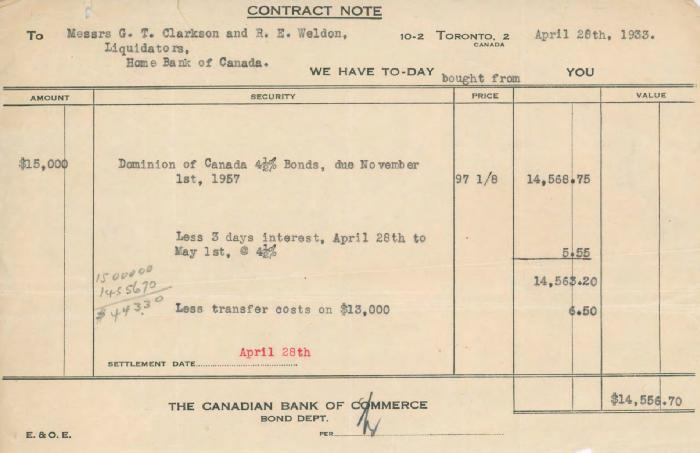 CONTRACT NOTE
To Messrs G. T. Clarkson and R. E. Weldon, 10-2 TORONTO, 2 April 28th, 1933.
Liquidators, CANADA
Home Bank of Canada.
WE HAVE TO-DAY bought from YOU
AMOUNT SECURITY PRICE VALUE
$15,000 Dominion of Canada 4½% Bonds, due November
1st, 1957 97 1/8 14,568.75
Less 3 days interest, April 28th to
May 1st, @ 4½% 5.55
14,563.20
1500000
1455670
$44330
Less transfer costs on $13,000 6.50
April 28th
SETTLEMENT DATE
$14,556.70
THE CANADIAN BANK OF COMMERCE
BOND DEPT.
E. & O. E. PER